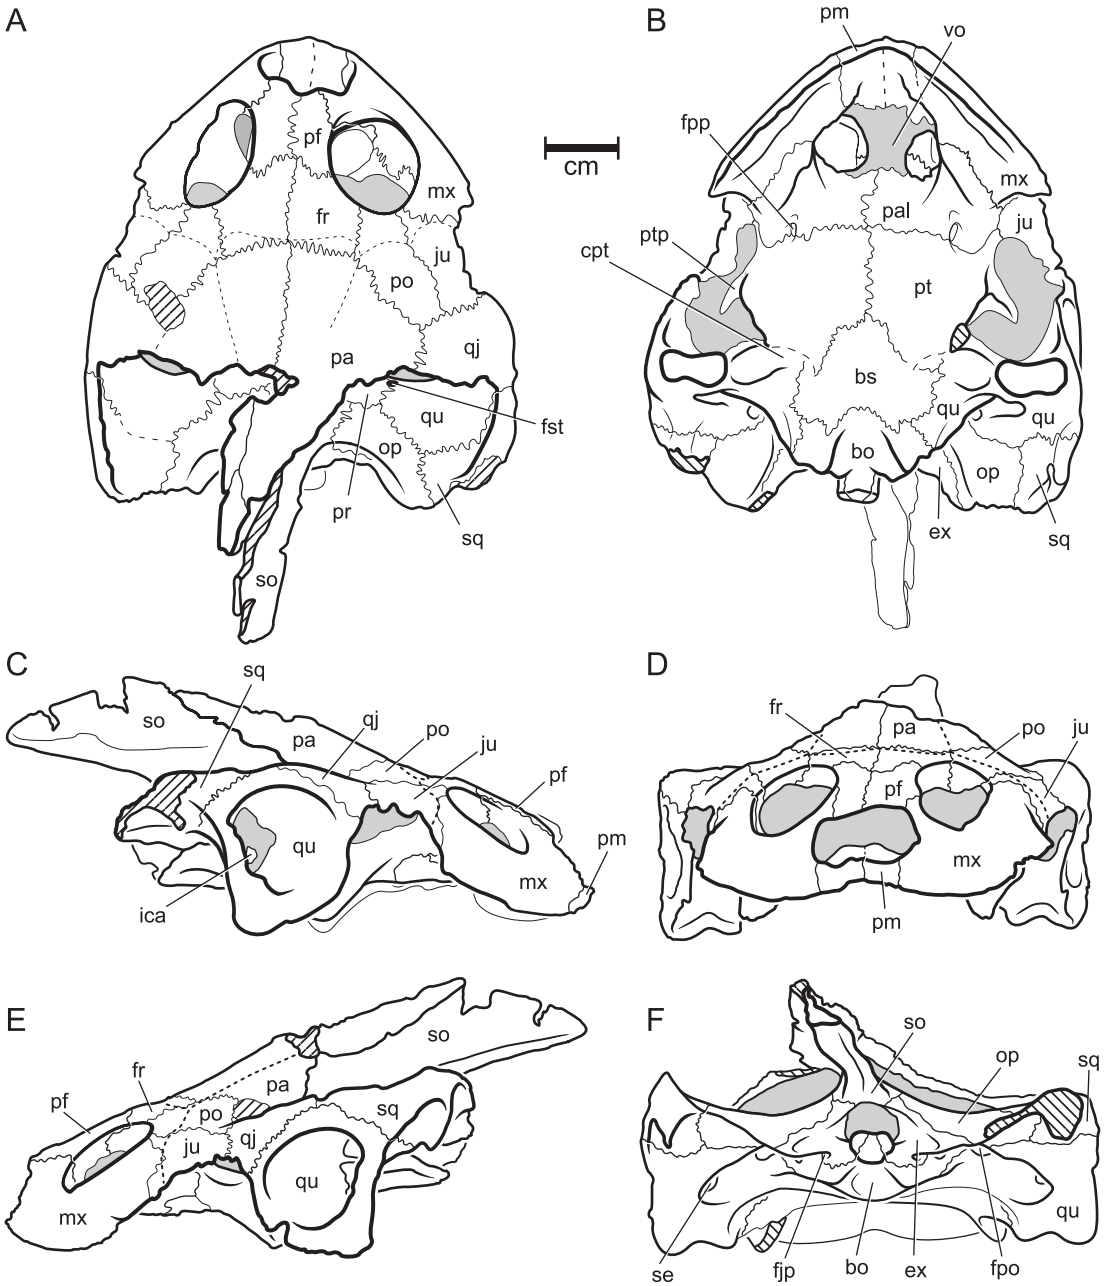 A
pf
mx
fr
ju
po
pa
qj
qu
fst
op
pr
sq
so
cm
B
pm
vo
fpp
mx
pal
ju
ptp
cpt
pt
bs
qu
qu
bo
op
ex
sq
C
sq
so
qj
pa
po
ju
pf
qu
pm
mx
ica
D
fr
pa
po
ju
pf
mx
pm
E
so
fr
pf
pa
po
sq
ju
qj
qu
mx
F
so
op
sq
qu
se
fjp
bo
ex
fpo